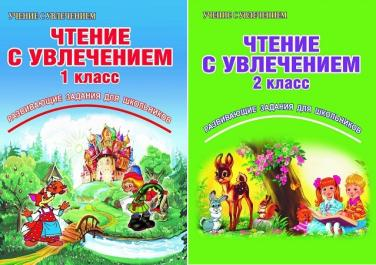 УЧЕНИЕ С УВЛЕЧЕНИЕМ
ЧТЕНИЕ
С УВЛЕЧЕНИЕМ
1 класс
РАЗВИВАЮЩИЕ ЗАДАНИЯ ДЛЯ ШКОЛЬНИКОВ
УЧЕНИЕ С УВЛЕЧЕНИЕМ
ЧТЕНИЕ
С УВЛЕЧЕНИЕМ
2 класс
РАЗВИВАЮЩИЕ ЗАДАНИЯ ДЛЯ ШКОЛЬНИКОВ